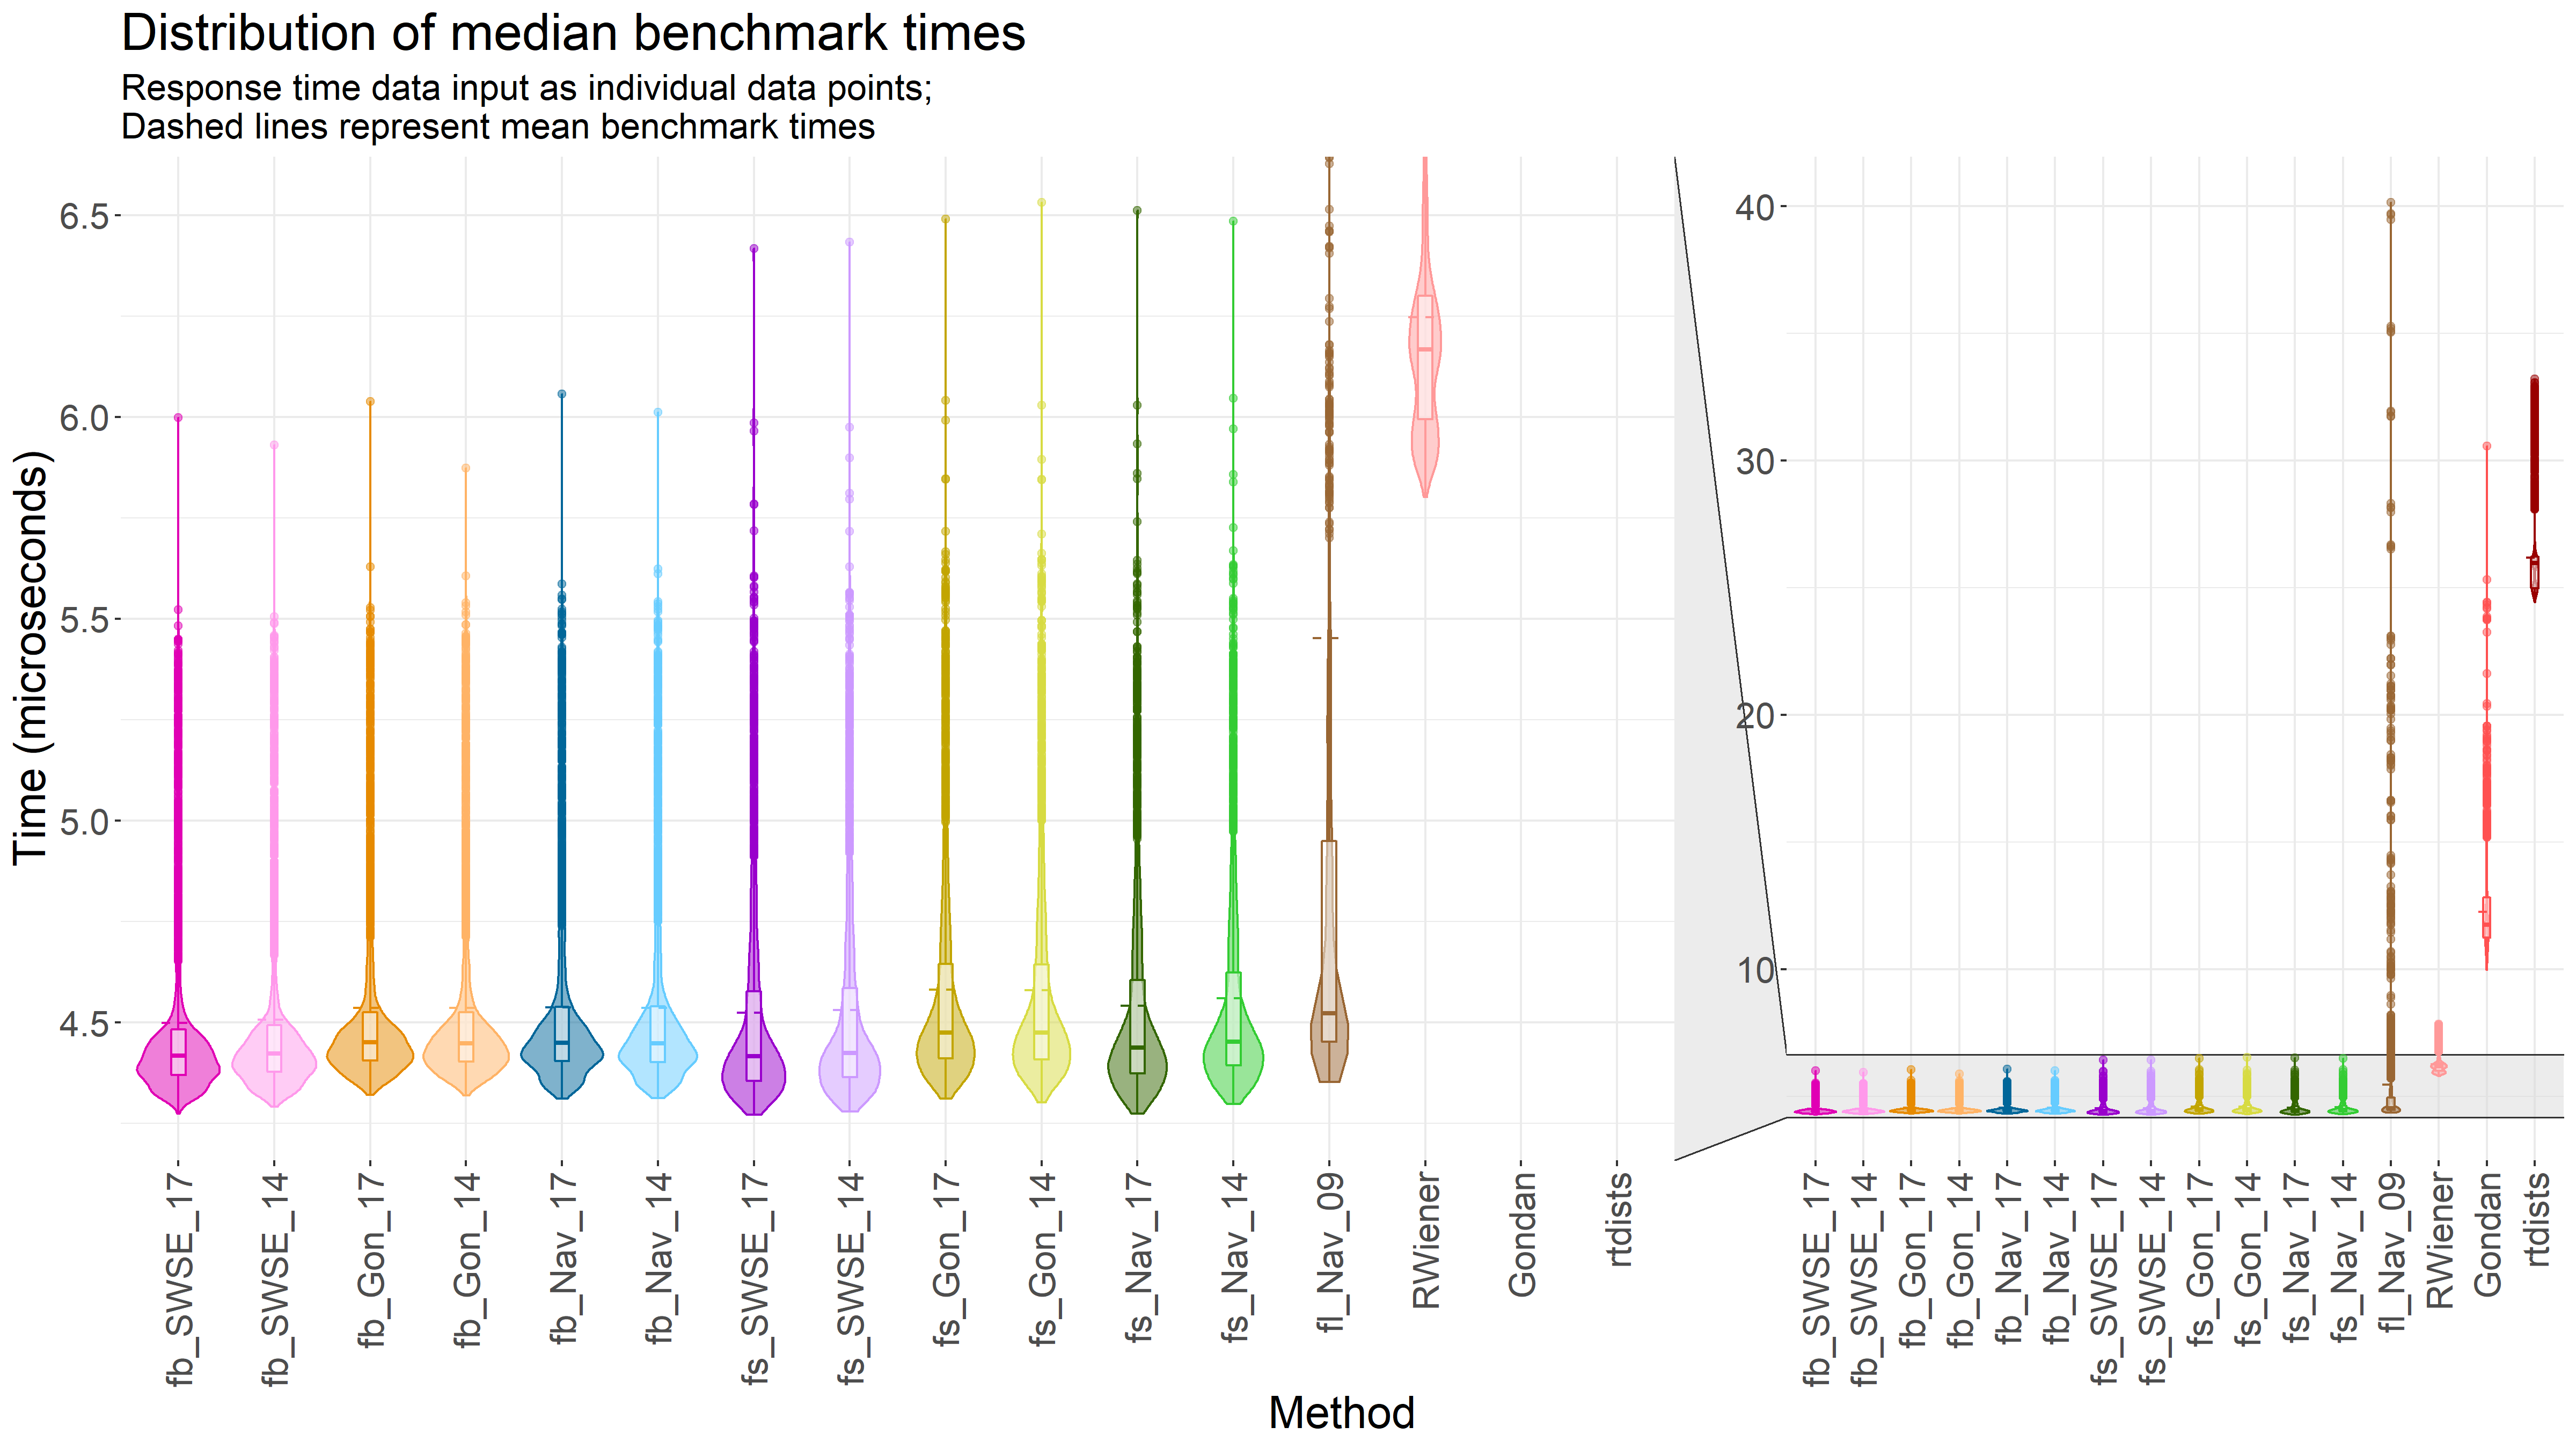 Distribution of median benchmark times
Response time data input as individual data points;
Dashed lines represent mean benchmark times
Time (microseconds)
6.5
6.0
5.5
5.0
4.5
fb_SWSE_17
fb_SWSE_14
fb_Gon_17
fb_Gon_14
fb_Nav_17
fb_Nav_14
fs_SWSE_17
fs_SWSE_14
fs_Gon_17
fs_Gon_14
fs_Nav_17
fs_Nav_14
fl_Nav_09
RWiener
Gondan
rtdists
40
30
20
10
fb_SWSE_17
fb_SWSE_14
fb_Gon_17
fb_Gon_14
fb_Nav_17
fb_Nav_14
fs_SWSE_17
fs_SWSE_14
fs_Gon_17
fs_Gon_14
fs_Nav_17
fs_Nav_14
fl_Nav_09
RWiener
Gondan
rtdists
Method